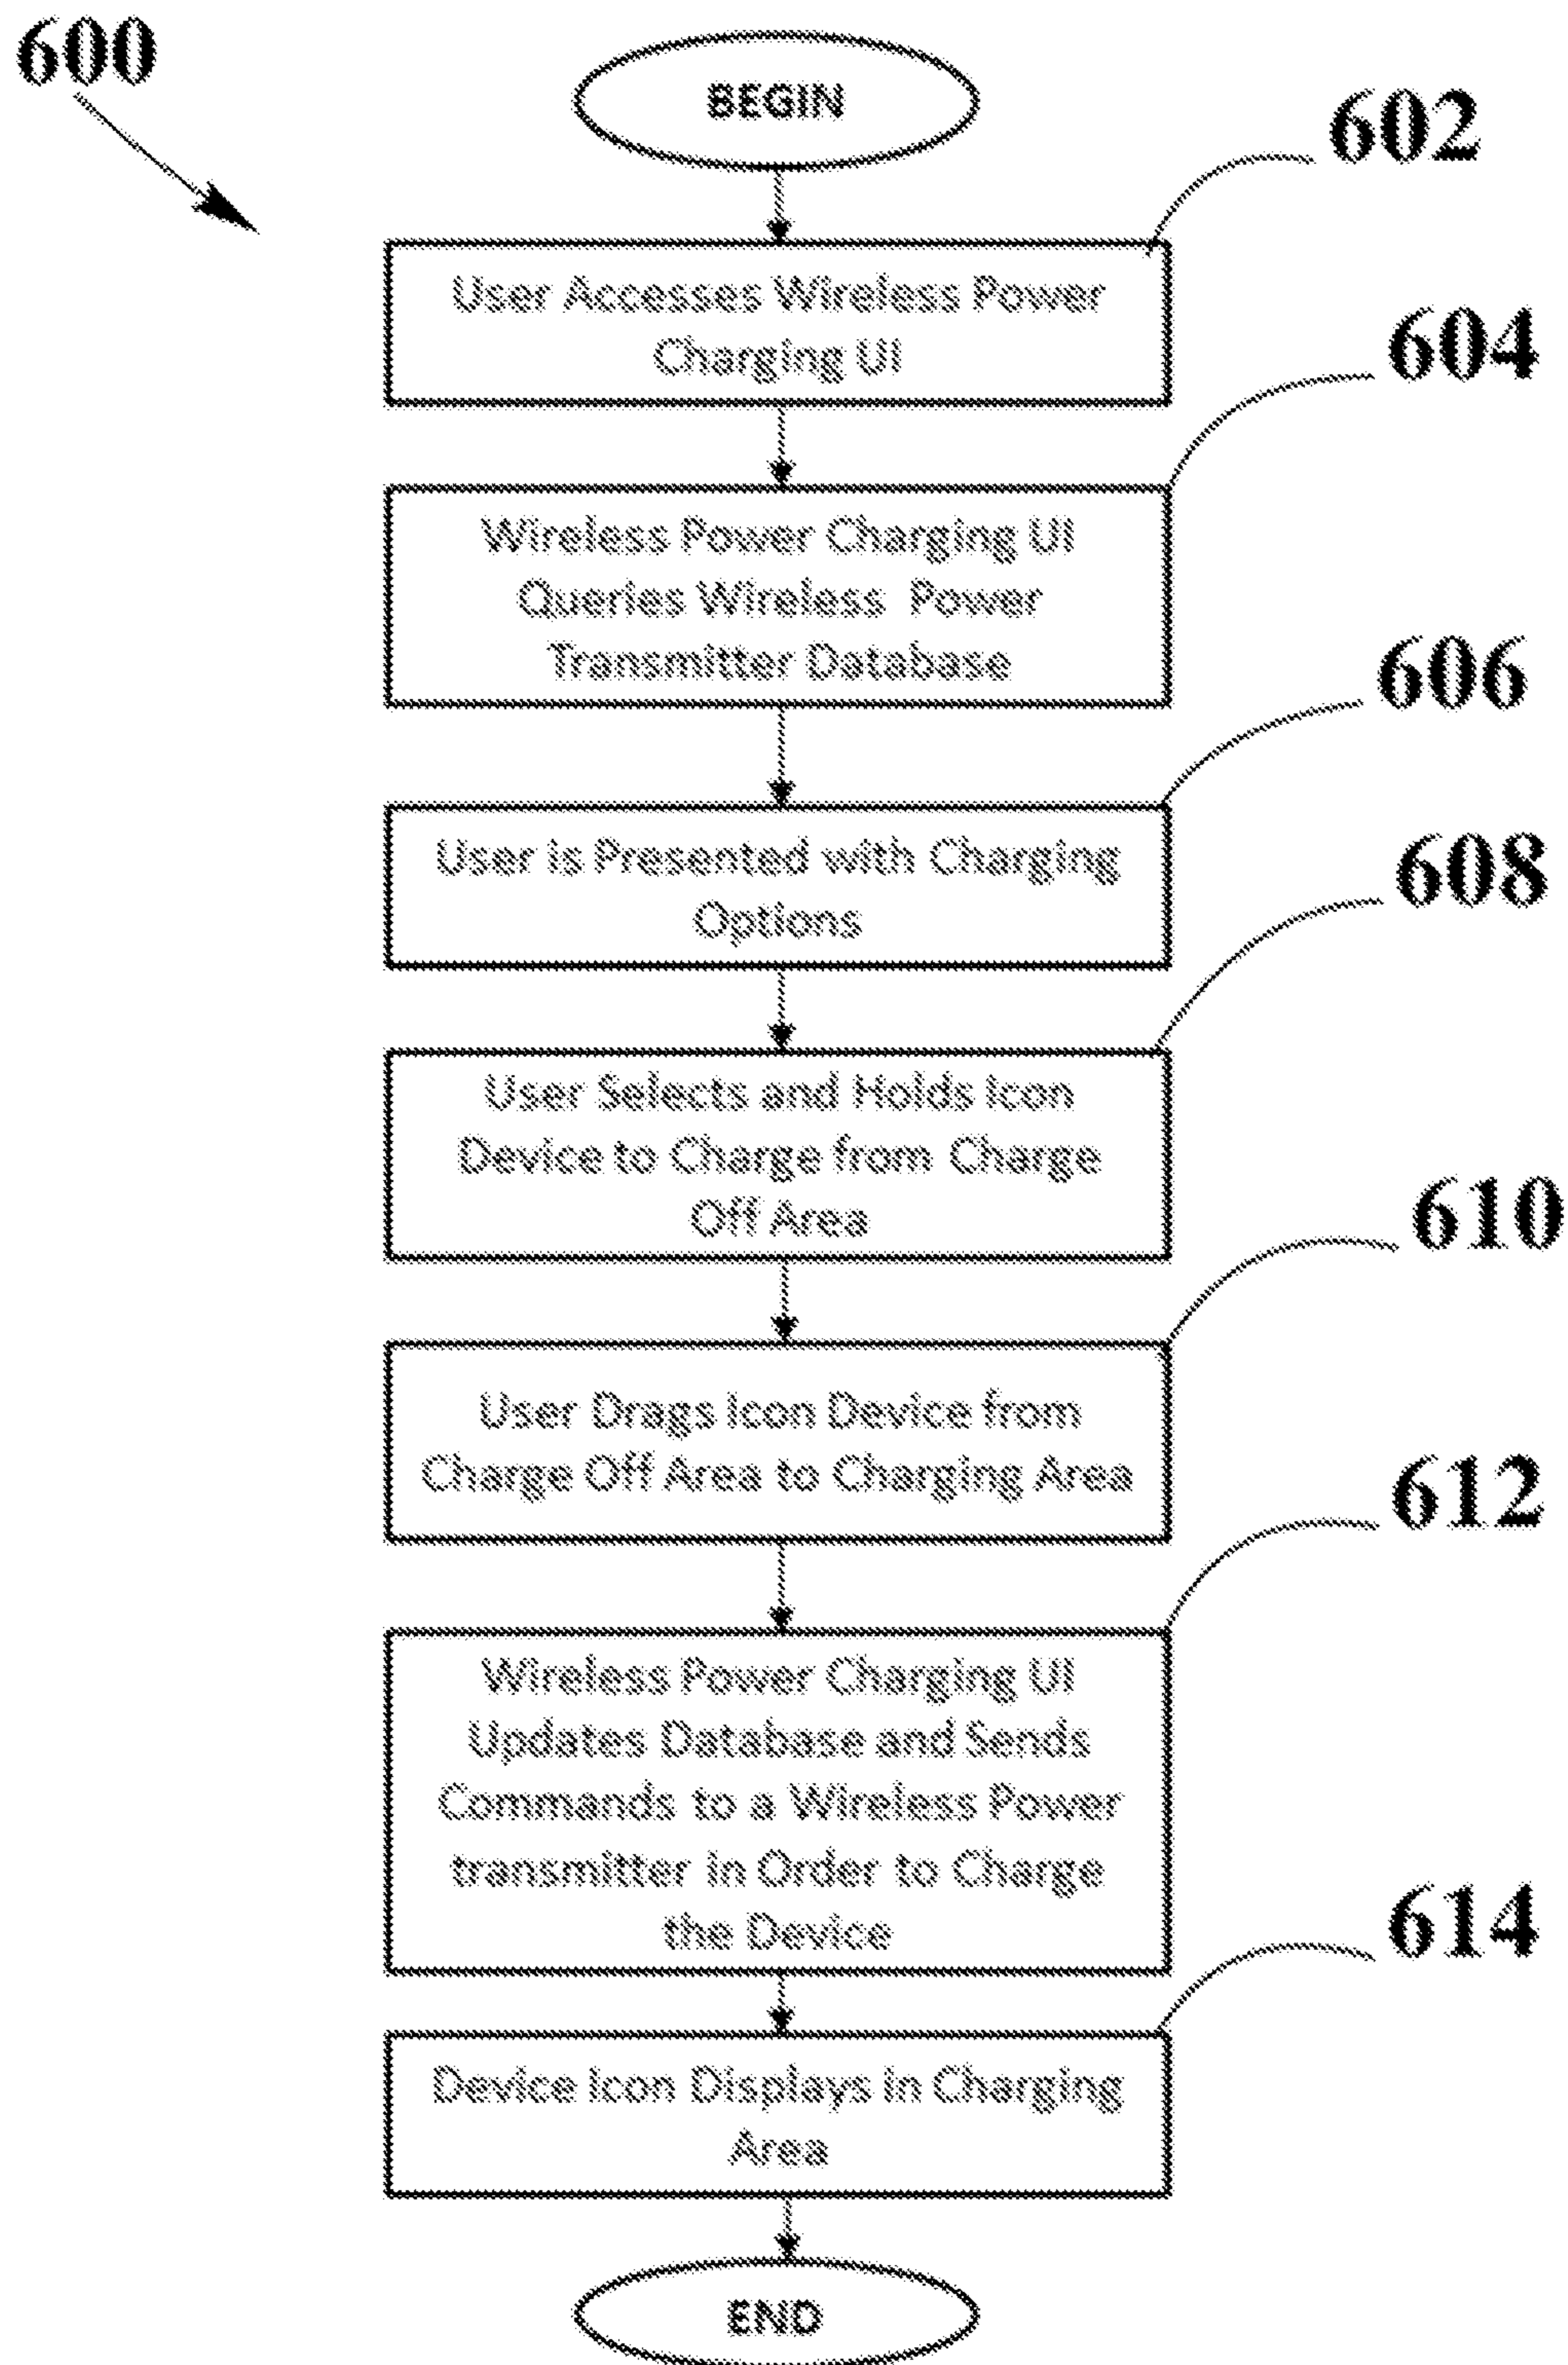 600
BEGIN
602
User Accesses Wireless Power
Charging UI
604
Wireless Power Charging UI
Queries Wireless Power
Transmitter Database
606
User is Presented with Charging
Options
608
User Selects and Holds Icon
Device to Charge from Charge
Off Area
610
User Drags Icon Device from
Charge Off Area to Charging Area
612
Wireless Power Charging UI
Updates Database and Sends
Commands to a Wireless Power
transmitter in Order to Charge
the Device
614
Device Icon Displays in Charging
Area
END